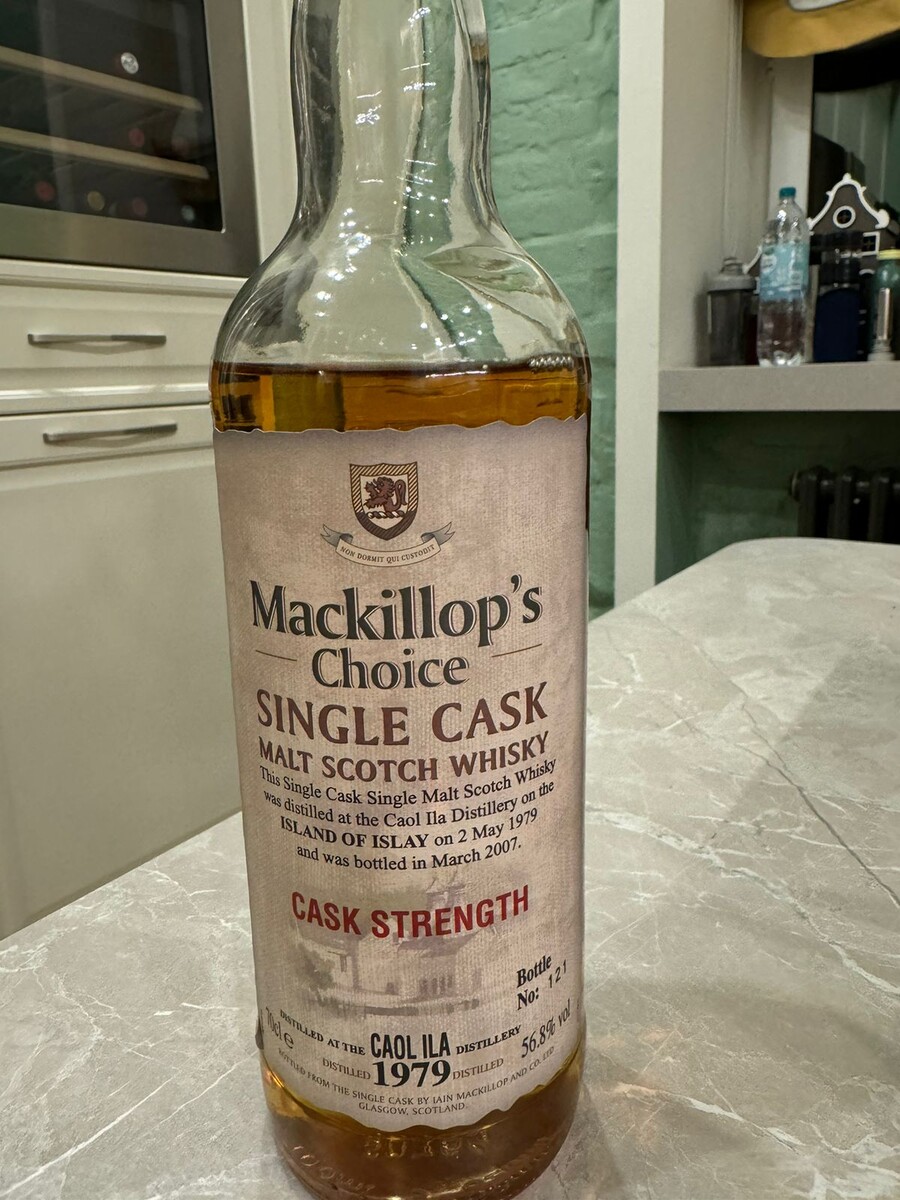 NON DORMIT QUI CUSTODIT
Mackillop's
Choice
SINGLE CASK
MALT SCOTCH WHISKY
This Single Cask Single Malt Scotch Whisky
was distilled at the Caol Ila Distillery on the
ISLAND OF ISLAY on 2 May 1979
and was bottled in March 2007.
CASK STRENGTH
Bottle
No: 121
70cl e
DISTILLED AT THE CAOL ILA DISTILLERY
56.8% vol
DISTILLED 1979 DISTILLED
BOTTLED FROM THE SINGLE CASK BY IAIN MACKILLOP AND CO. LTD
GLASGOW, SCOTLAND.